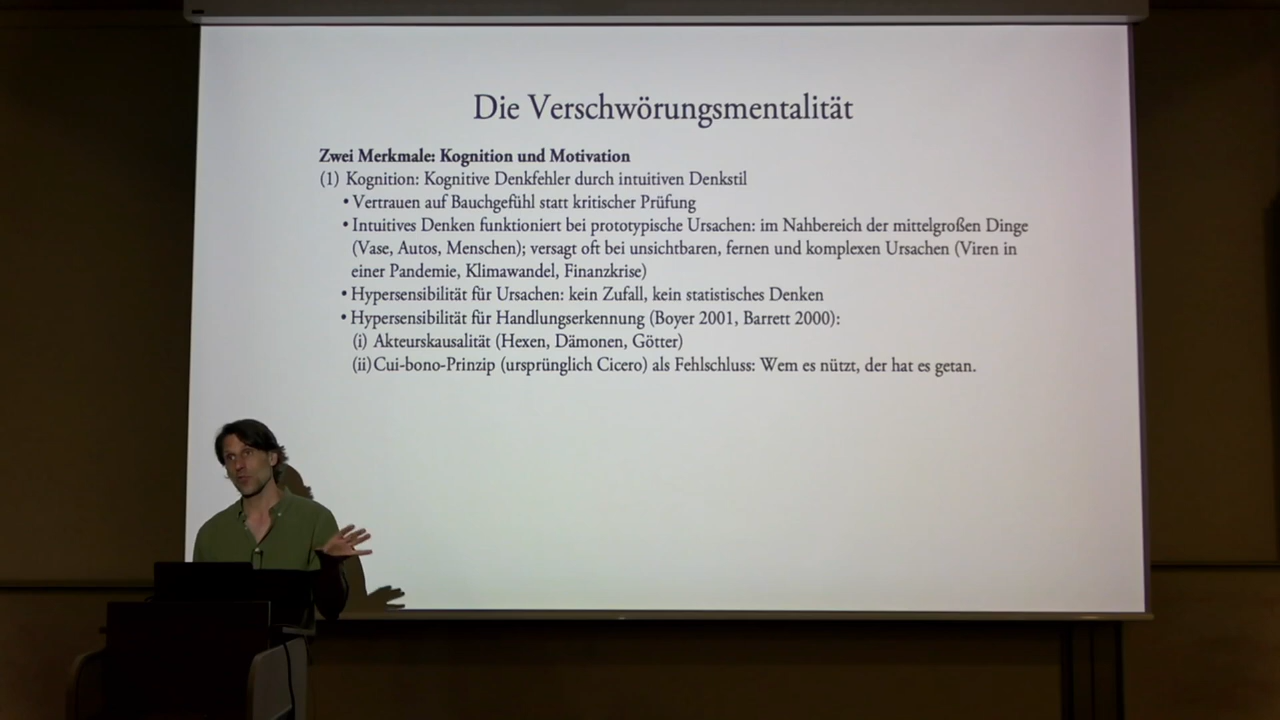 Die Verschwörungsmentalität
Zwei Merkmale: Kognition und Motivation
(1) Kognition: Kognitive Denkfehler durch intuitiven Denkstil
• Vertrauen auf Bauchgefühl statt kritischer Prüfung
• Intuitives Denken funktioniert bei prototypische Ursachen: im Nahbereich der mittelgroßen Dinge
(Vase, Autos, Menschen); versagt oft bei unsichtbaren, fernen und komplexen Ursachen (Viren in
einer Pandemie, Klimawandel, Finanzkrise)
• Hypersensibilität für Ursachen: kein Zufall, kein statistisches Denken
• Hypersensibilität für Handlungserkennung (Boyer 2001, Barrett 2000):
(i) Akteurskausalität (Hexen, Dämonen, Götter)
(ii) Cui-bono-Prinzip (ursprünglich Cicero) als Fehlschluss: Wem es nützt, der hat es getan.